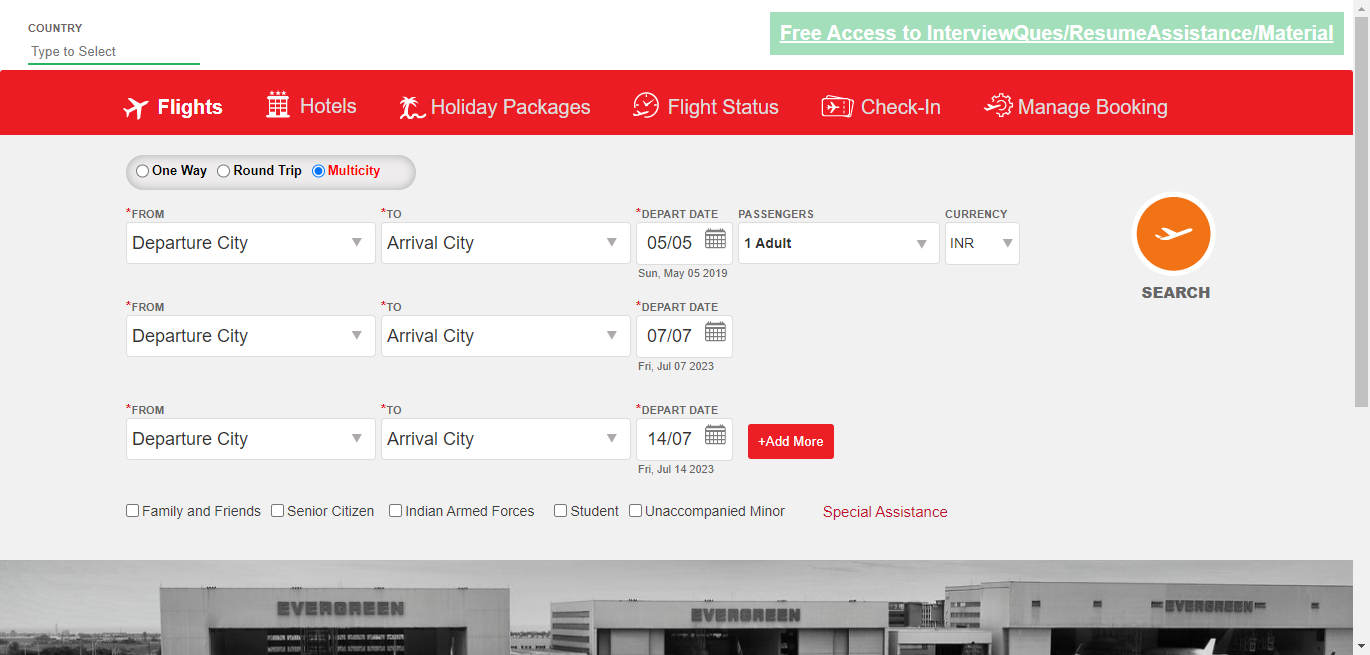 COUNTRY
Type to Select
Free Access to InterviewQues/ResumeAssistance/Material
Flights Hotels Holiday Packages Flight Status Check-In Manage Booking
One Way Round Trip Multicity
*FROM *TO *DEPART DATE PASSENGERS CURRENCY
Departure City Arrival City 05/05 1 Adult INR
Sun, May 05 2019
SEARCH
*FROM *TO *DEPART DATE
Departure City Arrival City 07/07
Fri, Jul 07 2023
*FROM *TO *DEPART DATE
Departure City Arrival City 14/07 +Add More
Fri, Jul 14 2023
Family and Friends Senior Citizen Indian Armed Forces Student Unaccompanied Minor Special Assistance
EVERGREEN EVERGREEN EVERGREEN